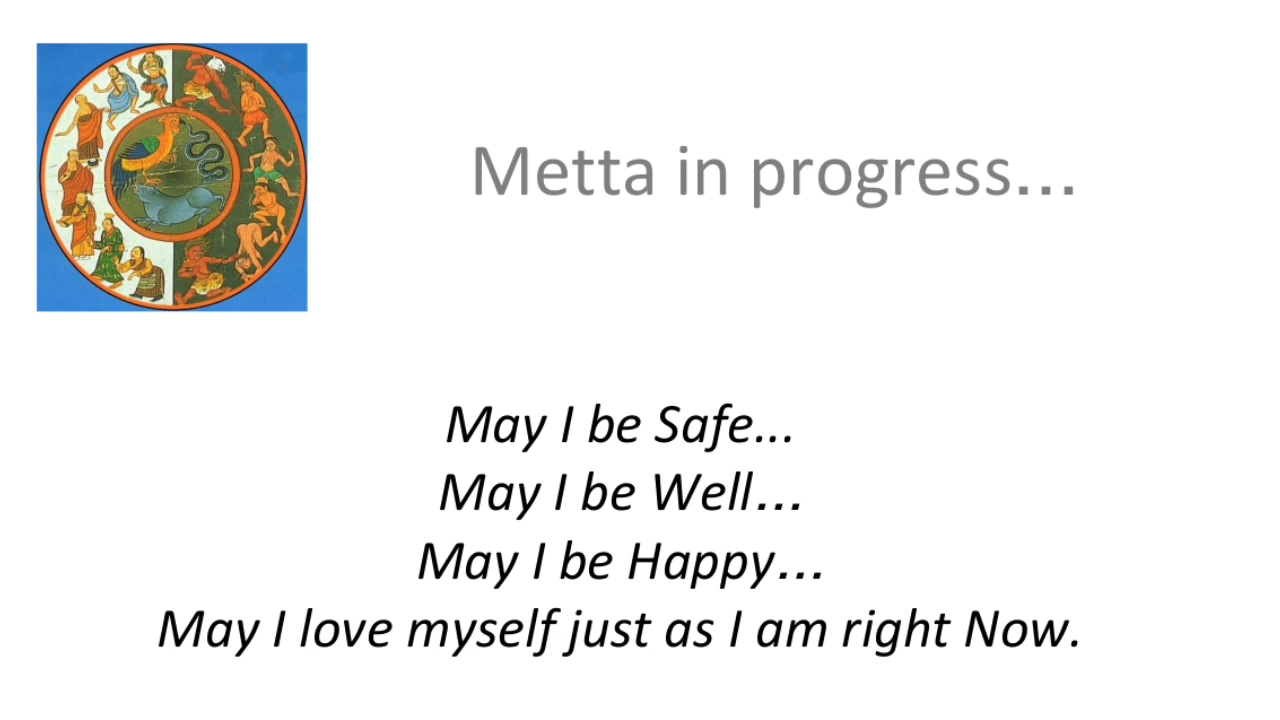 Metta in progress...
May I be Safe...
May I be Well...
May I be Happy...
May I love myself just as I am right Now.